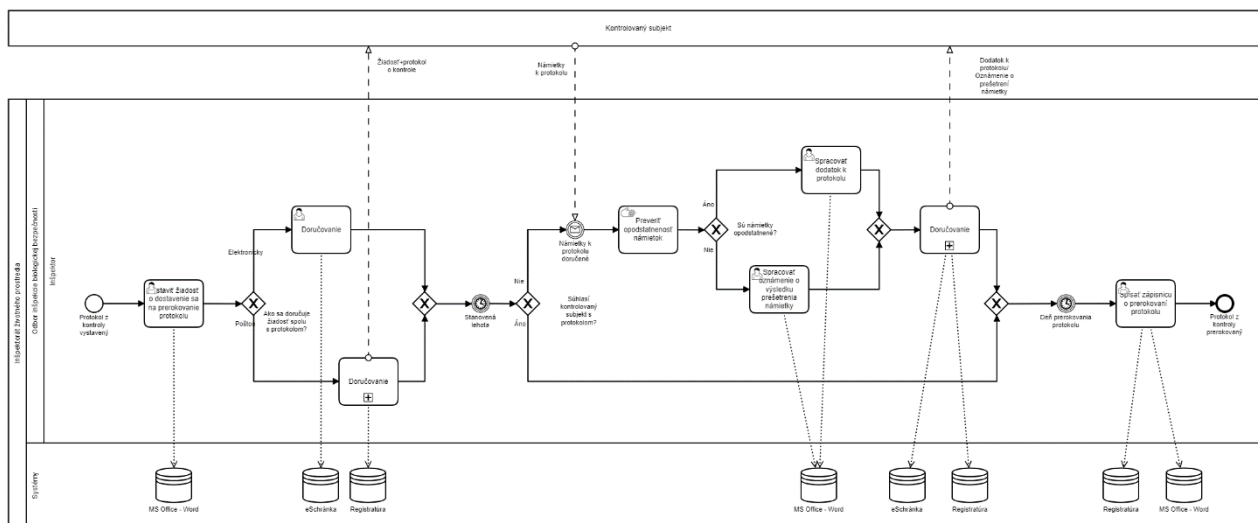 Kontrolovaný subjekt
Žiadosť+protokol
o kontrole
Námietky
k protokolu
Dodatok k
protokolu/
Oznámenie o
prešetrení
námietky
Inšpektorát životného prostredia
Odbor inšpekcie biologickej bezpečnosti
Inšpektor
Protokol z
kontroly
vystavený
staviť žiadosť
o dostavenie sa
na prerokovanie
protokolu
Elektronicky
Poštou
Ako sa doručuje
žiadosť spolu
s protokolom?
Doručovanie
Doručovanie
Stanovená
lehota
Nie
Áno
Súhlasí
kontrolovaný
subjekt s
protokolom?
Námietky k
protokolu
doručené
Preveriť
opodstatnenosť
námietok
Áno
Nie
Sú námietky
opodstatnené?
Spracovať
dodatok k
protokolu
Spracovať
oznámenie o
výsledku
prešetrenia
námietky
Doručovanie
Deň prerokovania
protokolu
písať zápisnicu
o prerokovaní
protokolu
Protokol z
kontroly
prerokovaný
Systémy
MS Office - Word
eSchránka
Registratúra
MS Office - Word
eSchránka
Registratúra
Registratúra
MS Office - Word